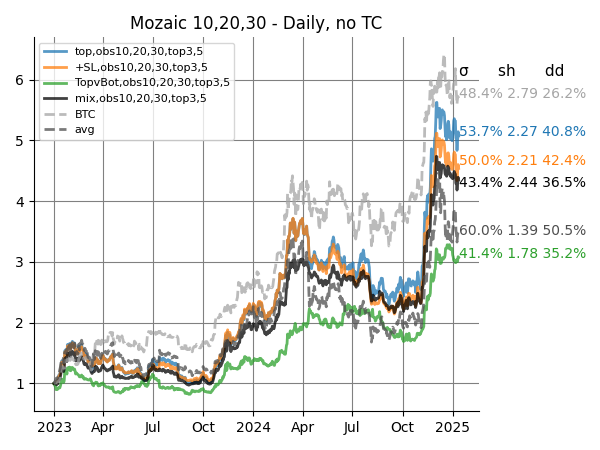 Mozaic 10,20,30 - Daily, no TC
top,obs10,20,30,top3,5
+SL,obs10,20,30,top3,5
TopvBot,obs10,20,30,top3,5
mix,obs10,20,30,top3,5
BTC
avg
σ sh dd
48.4% 2.79 26.2%
53.7% 2.27 40.8%
50.0% 2.21 42.4%
43.4% 2.44 36.5%
60.0% 1.39 50.5%
41.4% 1.78 35.2%
6
5
4
3
2
1
2023 Apr Jul Oct 2024 Apr Jul Oct 2025